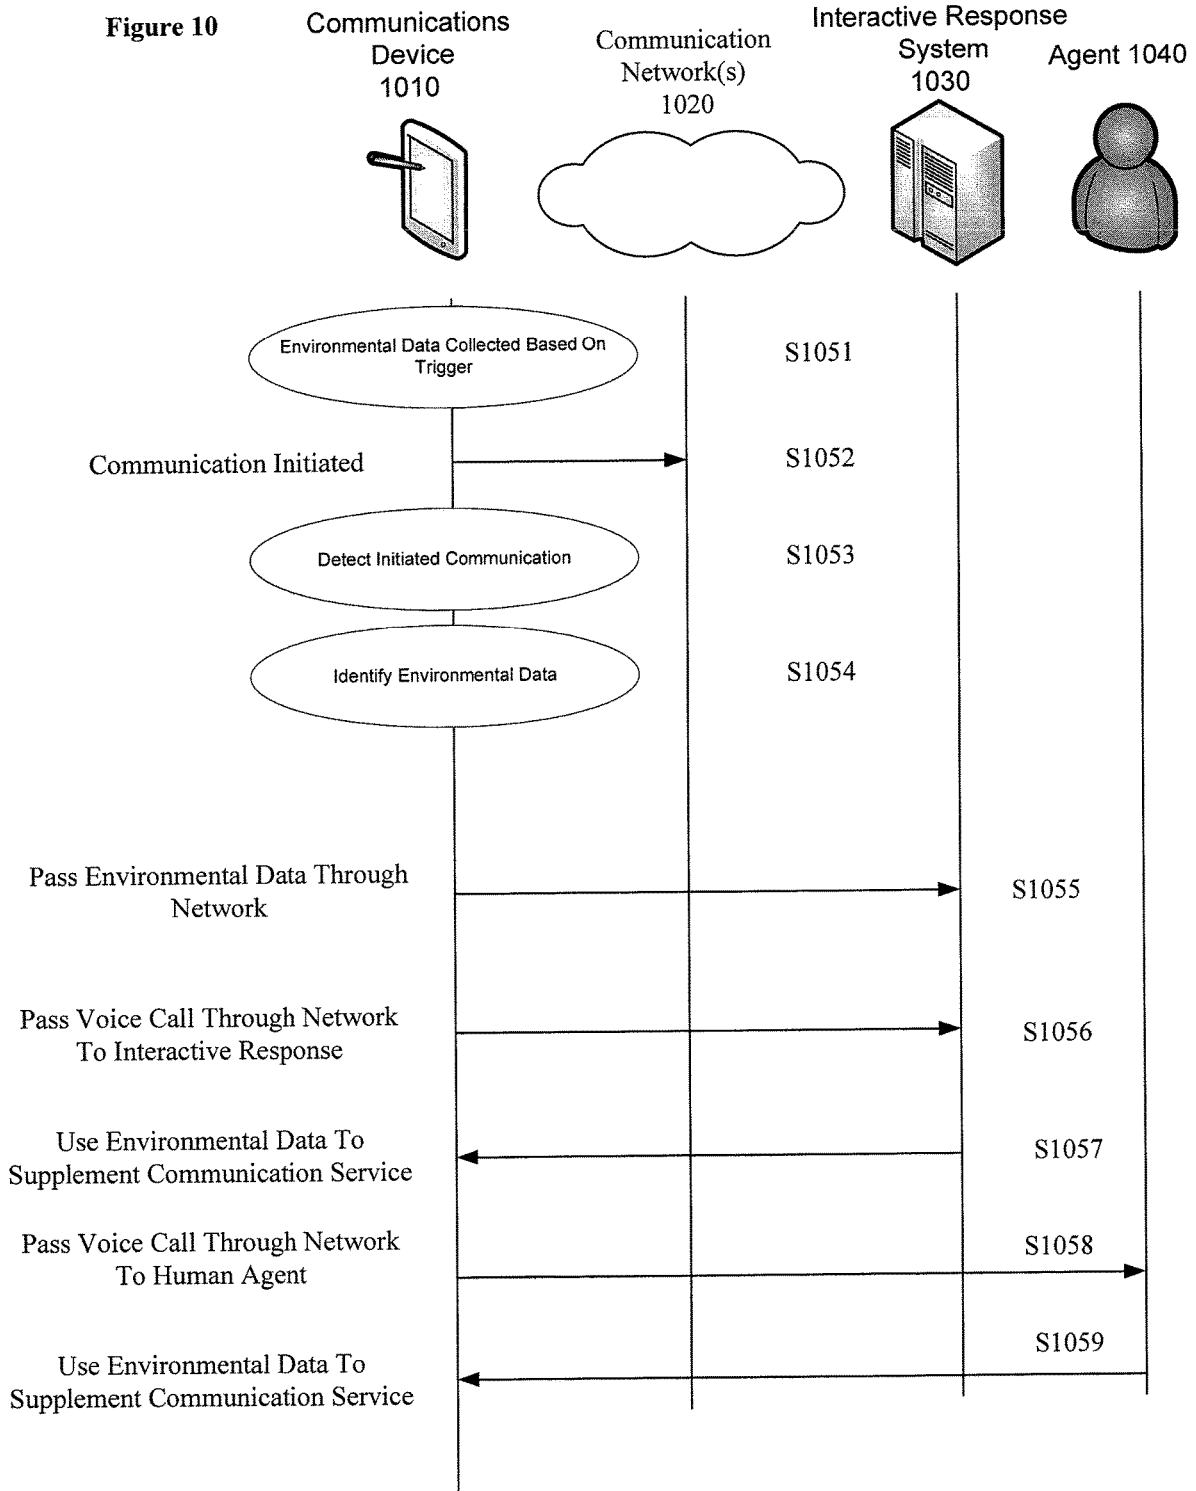 Figure 10
Communications
Device
1010
Communication
Network(s)
1020
Interactive Response
System
1030
Agent 1040
Environmental Data Collected Based On
Trigger
S1051
Communication Initiated
S1052
Detect Initiated Communication
S1053
Identify Environmental Data
S1054
Pass Environmental Data Through
Network
S1055
Pass Voice Call Through Network
To Interactive Response
S1056
Use Environmental Data To
Supplement Communication Service
S1057
Pass Voice Call Through Network
To Human Agent
S1058
Use Environmental Data To
Supplement Communication Service
S1059